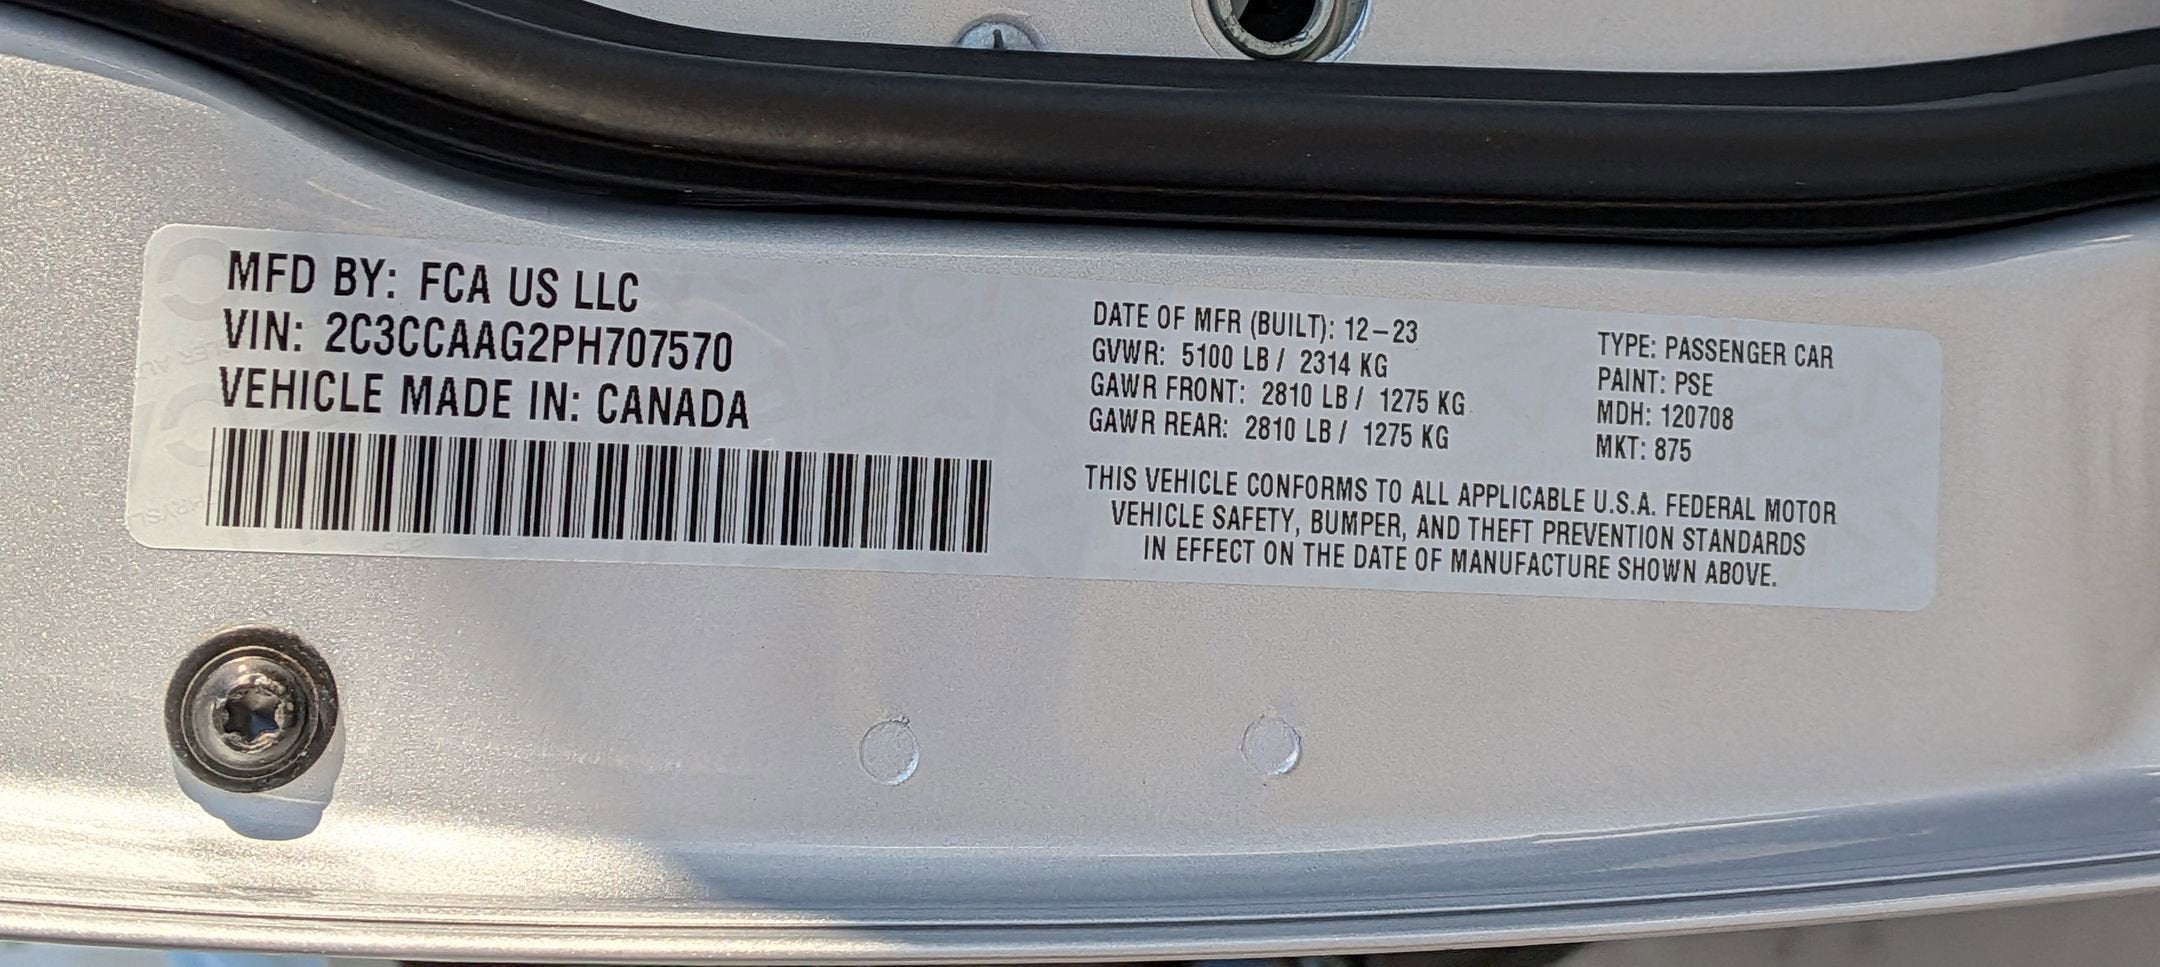 MFD BY: FCA US LLC
VIN: 2C3CCAAG2PH707570
VEHICLE MADE IN: CANADA
DATE OF MFR (BUILT): 12-23
GVWR: 5100 LB / 2314 KG
GAWR FRONT: 2810 LB / 1275 KG
GAWR REAR: 2810 LB / 1275 KG
TYPE: PASSENGER CAR
PAINT: PSE
MDH: 120708
MKT: 875
THIS VEHICLE CONFORMS TO ALL APPLICABLE U.S.A. FEDERAL MOTOR
VEHICLE SAFETY, BUMPER, AND THEFT PREVENTION STANDARDS
IN EFFECT ON THE DATE OF MANUFACTURE SHOWN ABOVE.